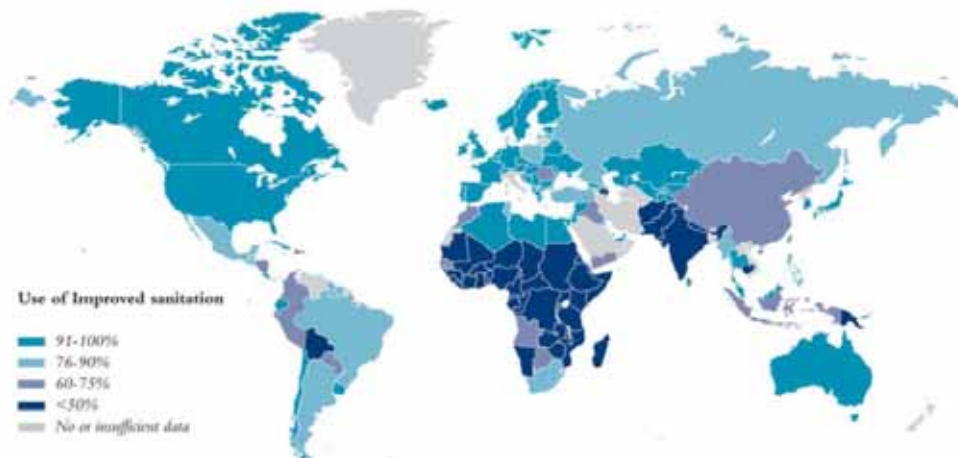 Use of Improved sanitation
91-100%
76-90%
60-75%
<50%
No or insufficient data